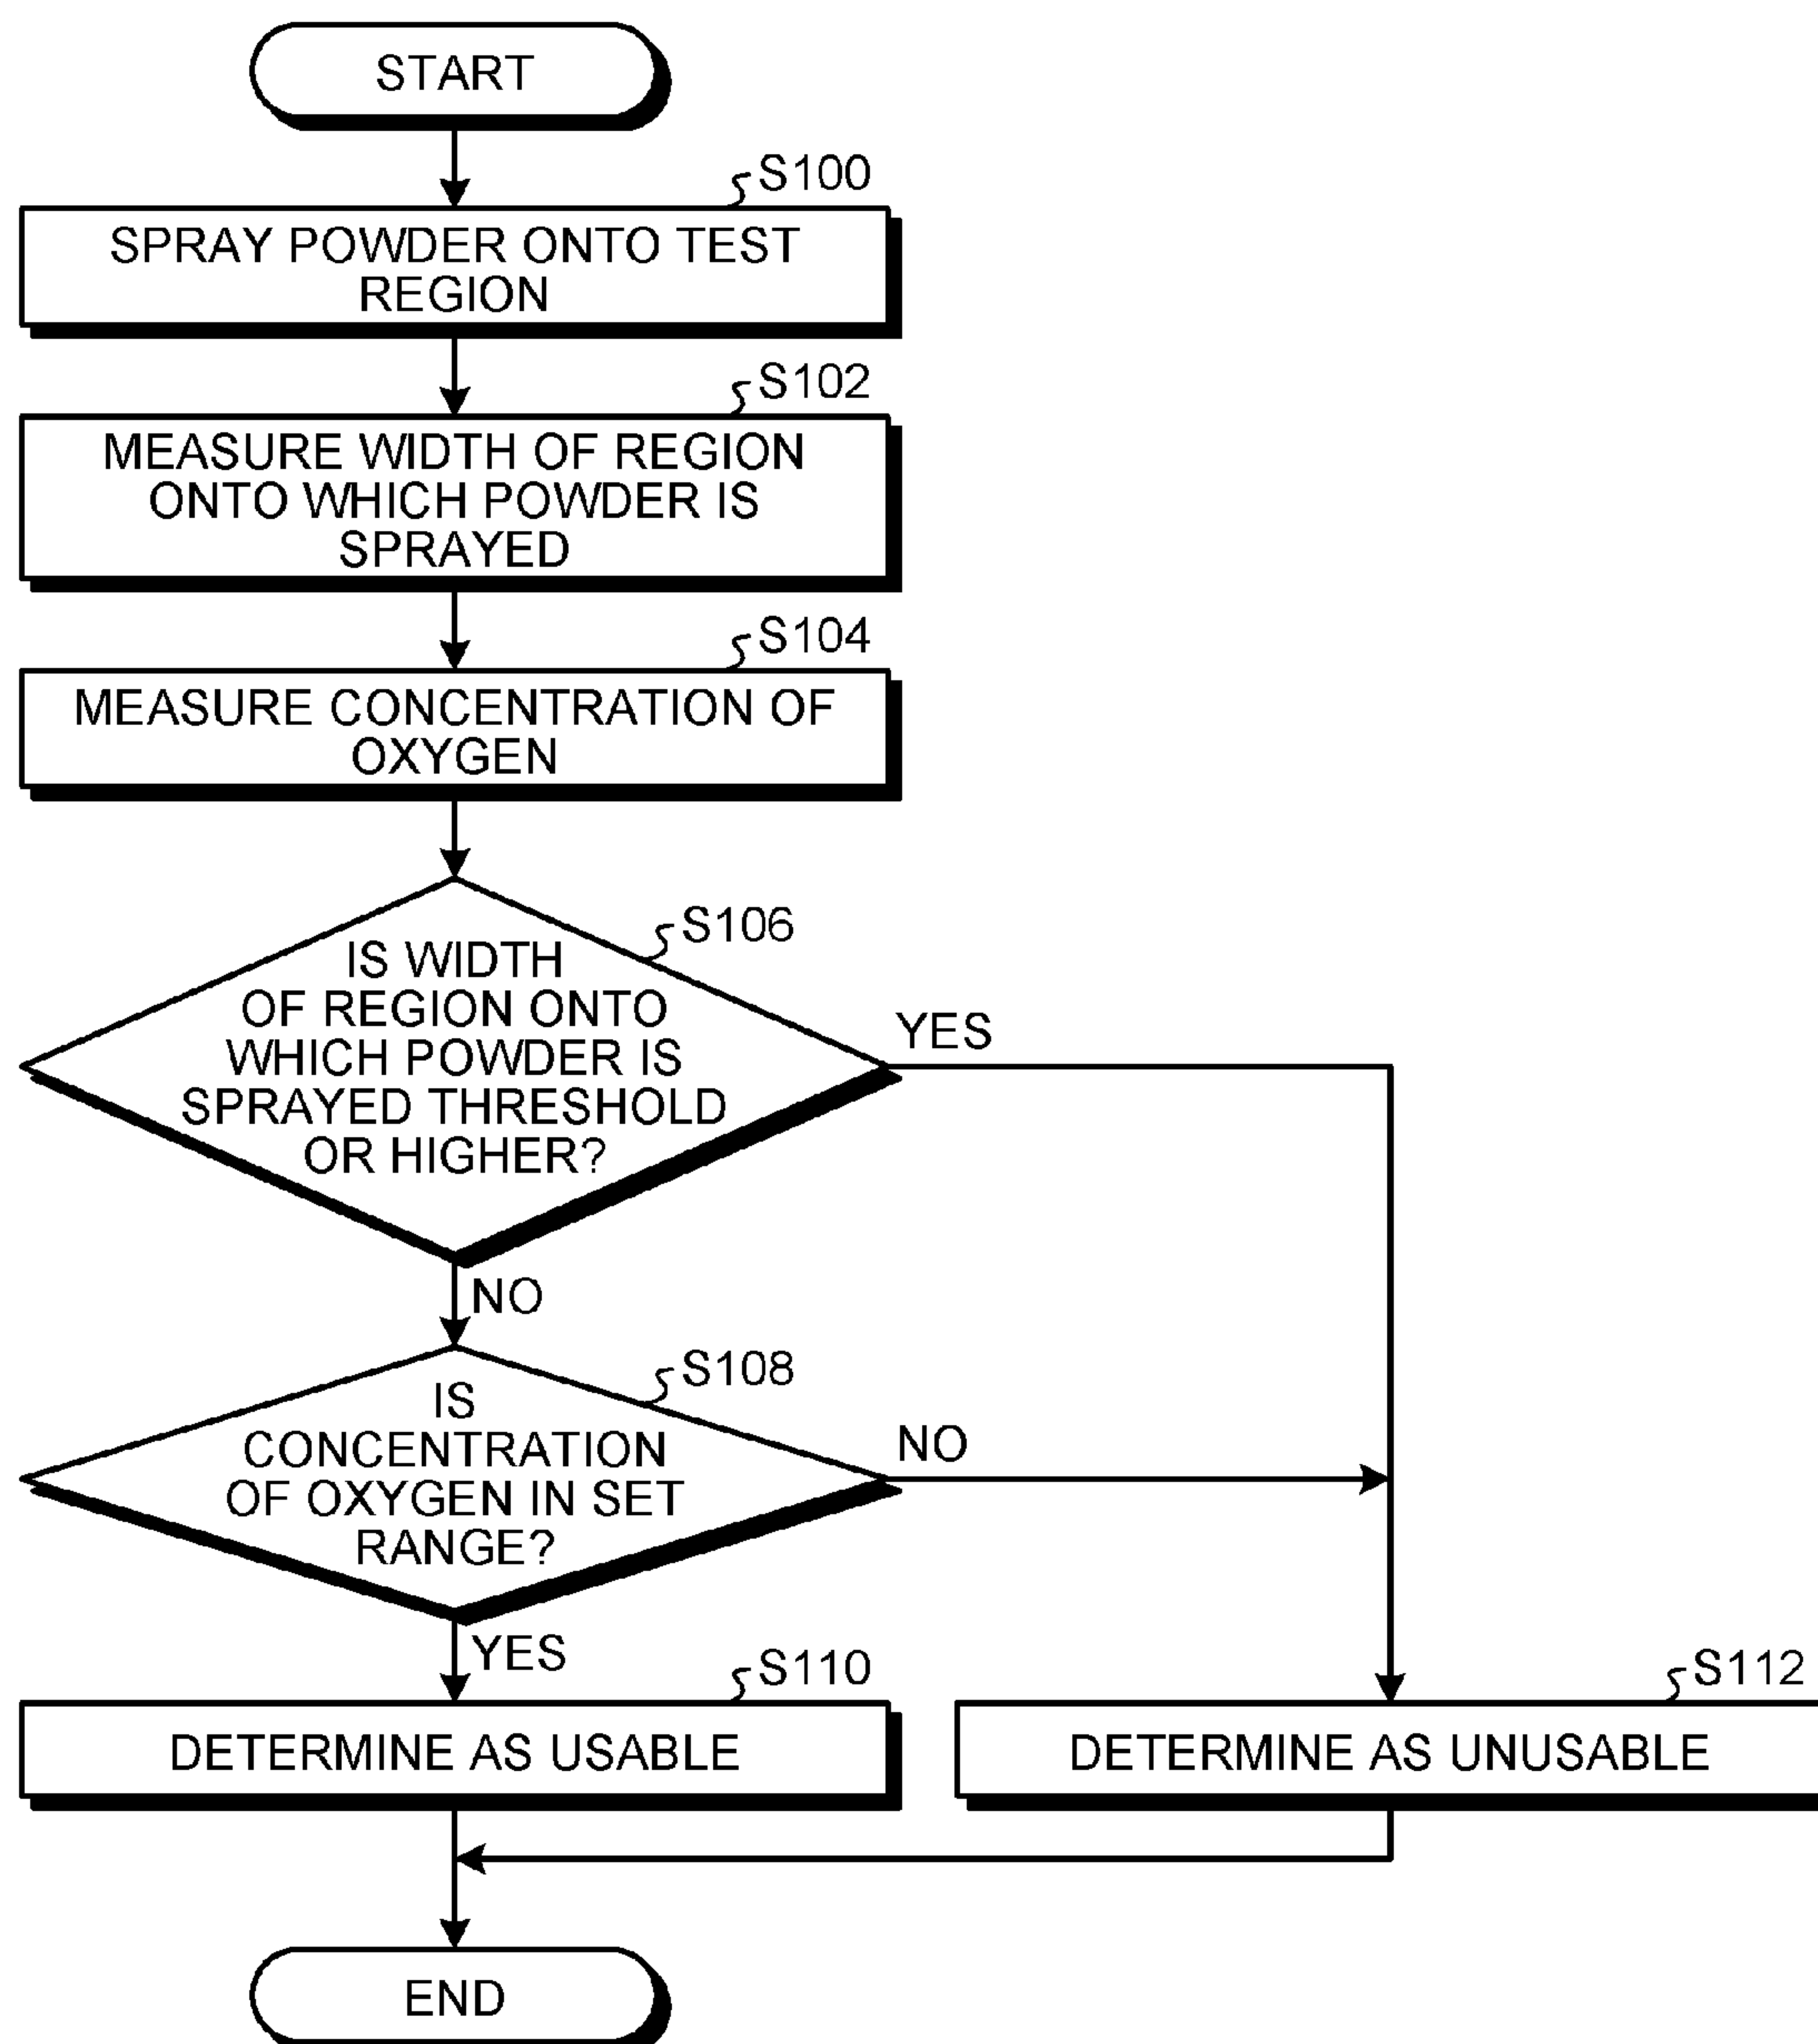 START
S100
SPRAY POWDER ONTO TEST
REGION
S102
MEASURE WIDTH OF REGION
ONTO WHICH POWDER IS
SPRAYED
S104
MEASURE CONCENTRATION OF
OXYGEN
S106
IS WIDTH
OF REGION ONTO
WHICH POWDER IS
SPRAYED THRESHOLD
OR HIGHER?
YES
NO
S108
IS
CONCENTRATION
OF OXYGEN IN SET
RANGE?
NO
YES
S110
DETERMINE AS USABLE
S112
DETERMINE AS UNUSABLE
END